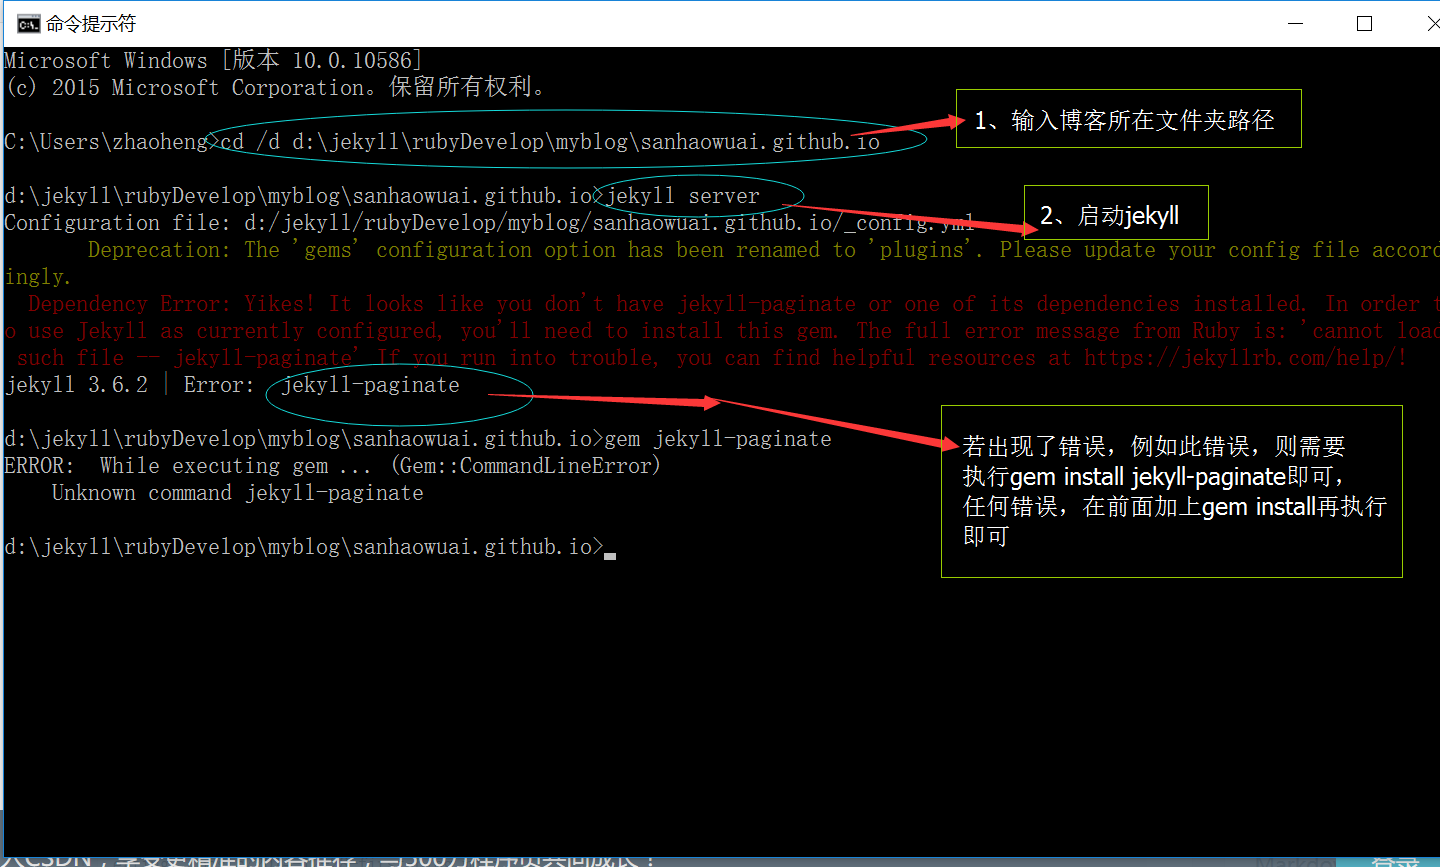 命令提示符
Microsoft Windows [版本 10.0.10586]
(c) 2015 Microsoft Corporation。保留所有权利。
C:\Users\zhaoheng>cd /d d:\jekyll\rubyDevelop\myblog\sanhaowuai.github.io
1、输入博客所在文件夹路径
d:\jekyll\rubyDevelop\myblog\sanhaowuai.github.io>jekyll server
2、启动jekyll
Configuration file: d:/jekyll/rubyDevelop/myblog/sanhaowuai.github.io/_config.yml
Deprecation: The 'gems' configuration option has been renamed to 'plugins'. Please update your config file accord
ingly.
Dependency Error: Yikes! It looks like you don't have jekyll-paginate or one of its dependencies installed. In order t
o use Jekyll as currently configured, you'll need to install this gem. The full error message from Ruby is: 'cannot load
such file -- jekyll-paginate' If you run into trouble, you can find helpful resources at https://jekyllrb.com/help/!
jekyll 3.6.2 | Error:  jekyll-paginate
d:\jekyll\rubyDevelop\myblog\sanhaowuai.github.io>gem jekyll-paginate
ERROR:  While executing gem ... (Gem::CommandLineError)
Unknown command jekyll-paginate
若出现了错误，例如此错误，则需要
执行gem install jekyll-paginate即可，
任何错误，在前面加上gem install再执行
即可
d:\jekyll\rubyDevelop\myblog\sanhaowuai.github.io>